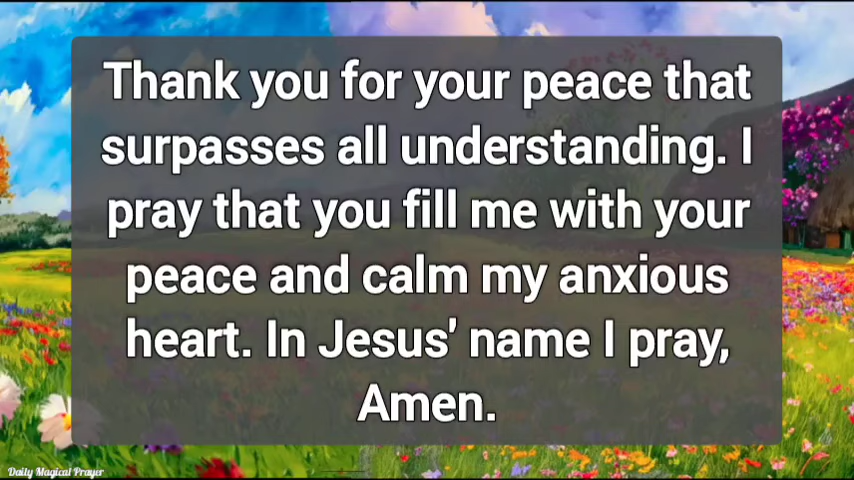 Thank you for your peace that
surpasses all understanding. I
pray that you fill me with your
peace and calm my anxious
heart. In Jesus' name I pray,
Amen.
Daily Magical Prayer